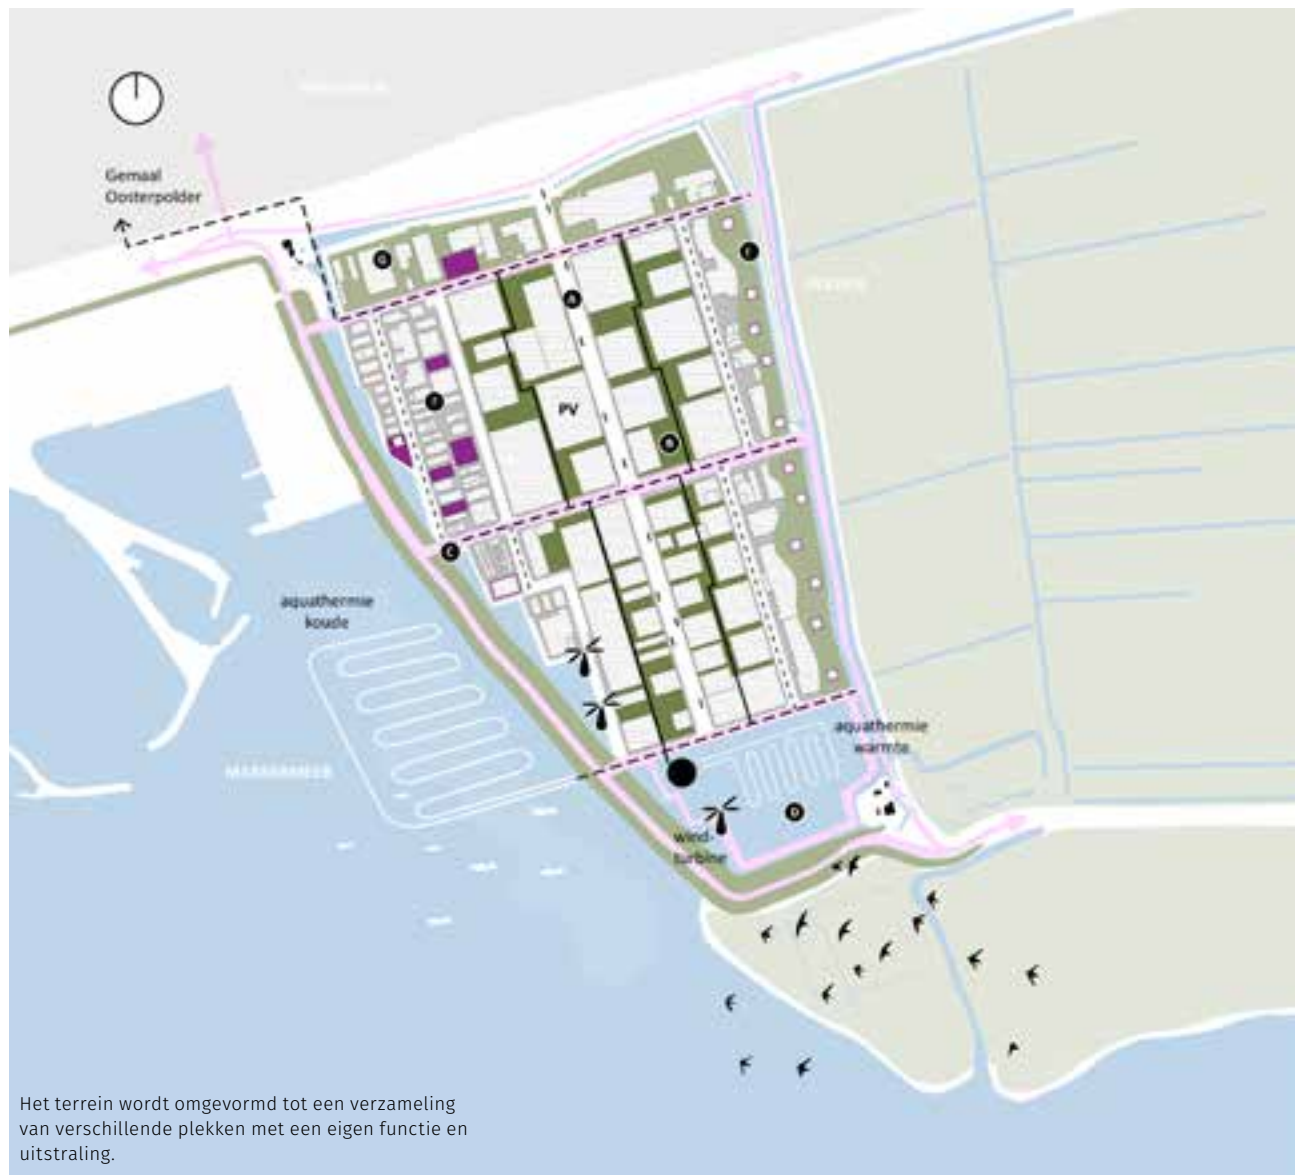 Gemaal
Oosterpolder
A
B
PV
C
D
aquathermie
koude
MARKERMEER
aquathermie
warmte
wind-
turbine
Het terrein wordt omgevormd tot een verzameling
van verschillende plekken met een eigen functie en
uitstraling.